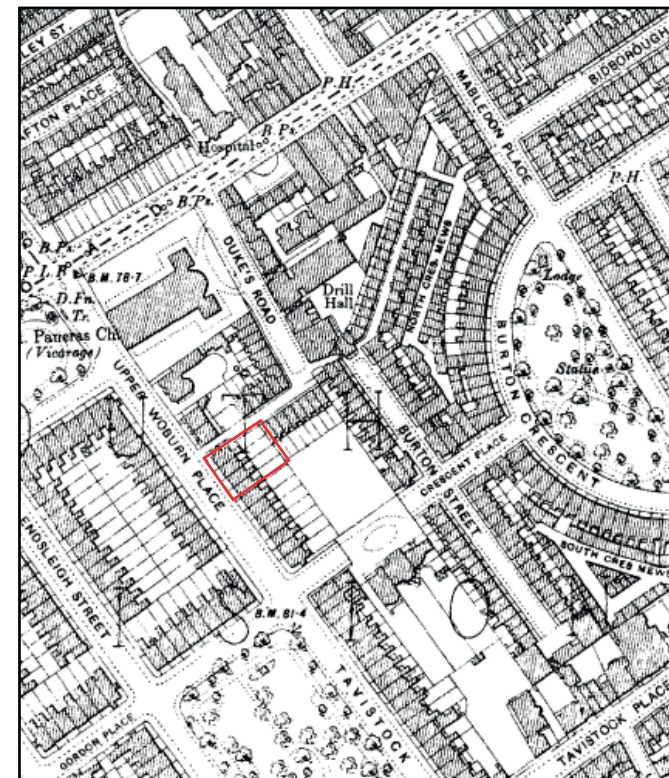 LEY ST.
FTON PLACE
P.H.
MABLEDON PLACE
BIDBOROUGH
B.Ps.
Hospital
B.Ps.
P.H.
DUKE'S ROAD
B.Ps.
B.M. 78·7
D.Fn.
Tr.
Pancras Ch
(Vicarage)
Drill
Hall
NORTH CRES. MEWS
Lodge
BURTON CRESCENT
Statue
UPPER WOBURN PLACE
BURTON STREET
CRESCENT PLACE
SOUTH CRES MEWS
ENDSLEIGH STREET
B.M. 81·4
TAVISTOCK
GORDON PLACE
TAVISTOCK PLACE